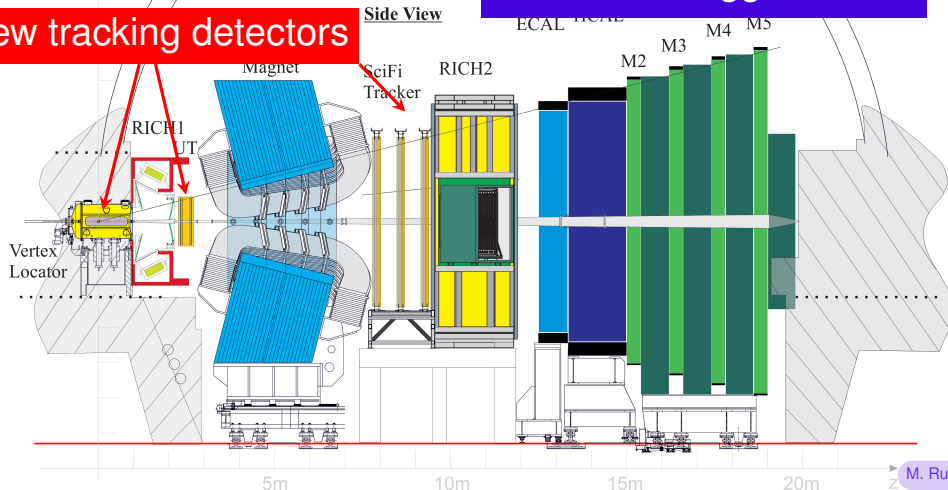 Side View
ew tracking detectors
ECAL
HCAL
M2
M3
M4
M5
Magnet
SciFi
Tracker
RICH2
RICH1
UT
Vertex
Locator
5m
10m
15m
20m
z
M. Ru